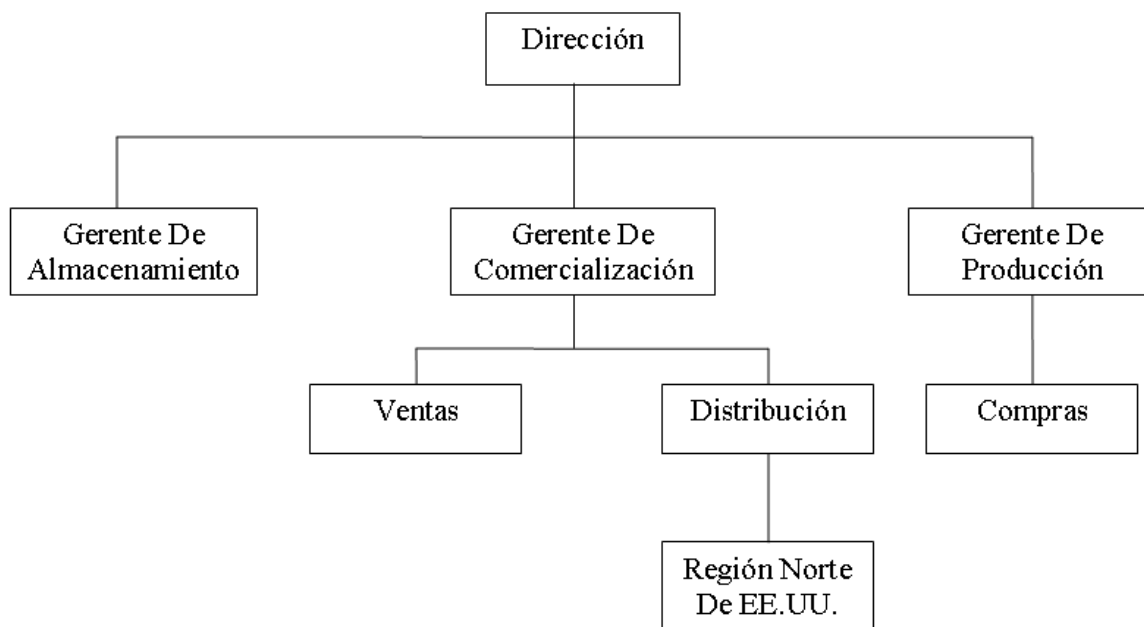 Dirección
Gerente De
Almacenamiento
Gerente De
Comercialización
Gerente De
Producción
Ventas
Distribución
Compras
Región Norte
De EE.UU.